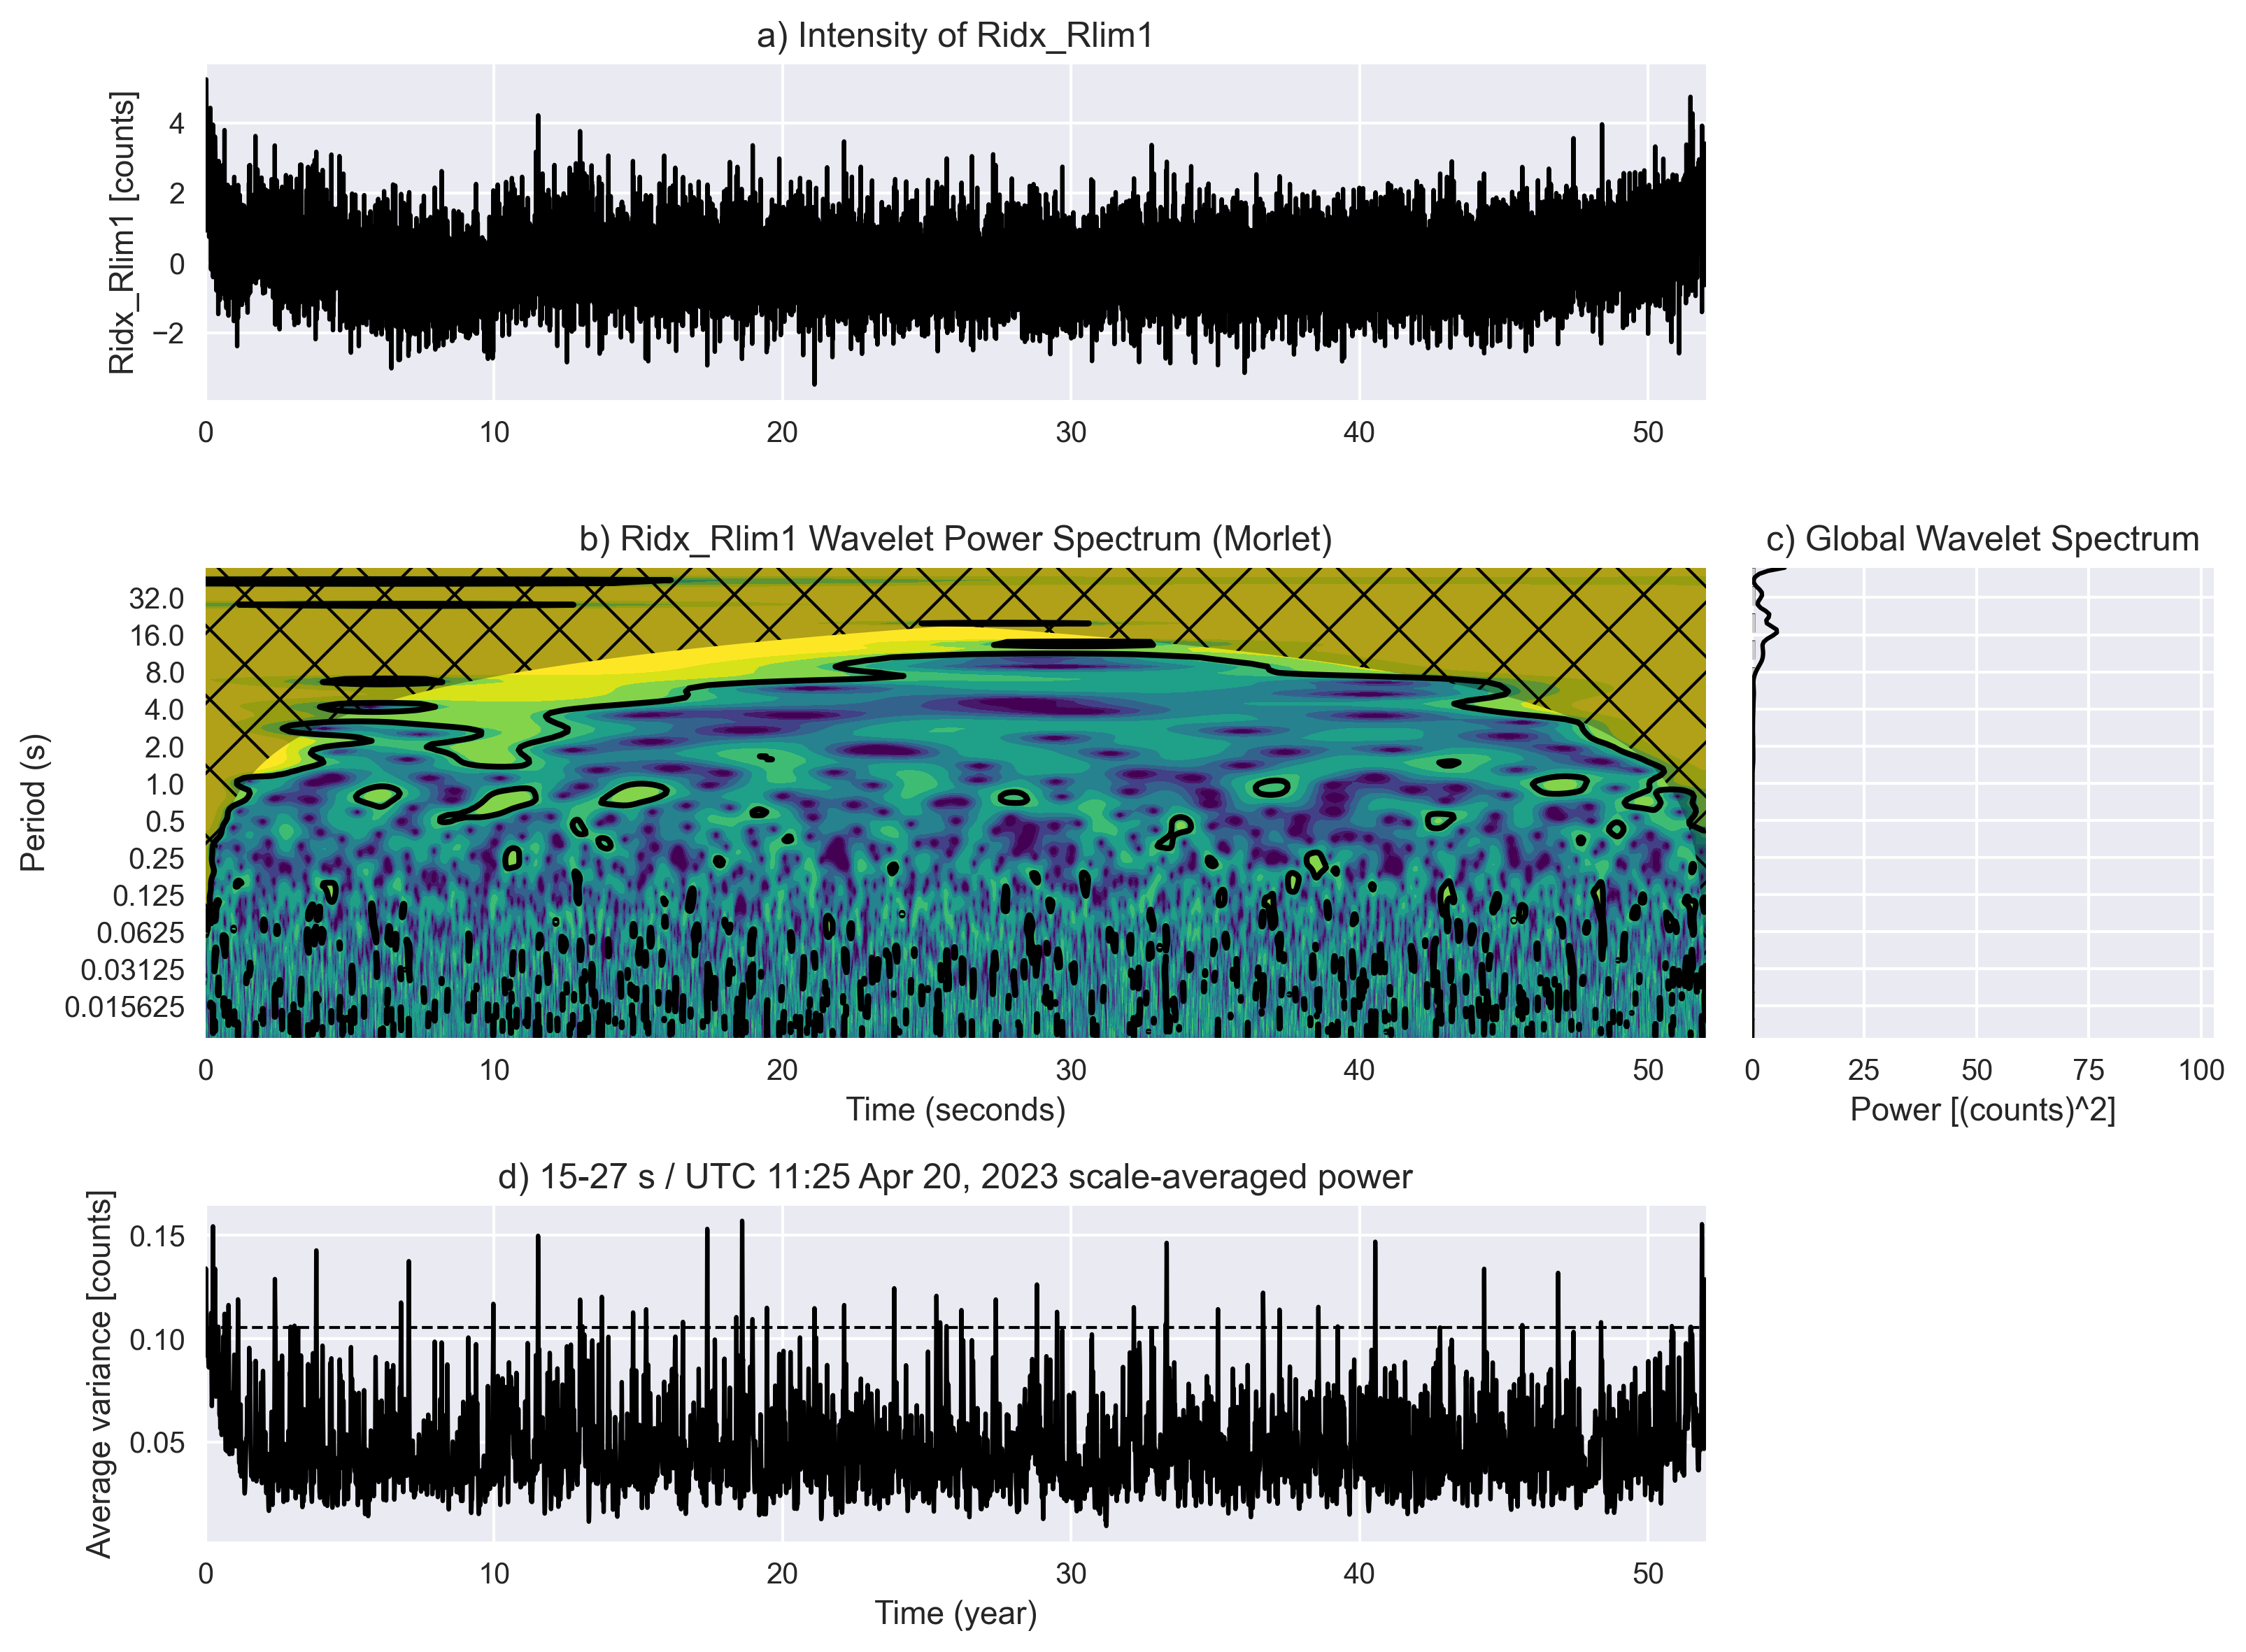 a) Intensity of Ridx_Rlim1
Ridx_Rlim1 [counts]
4
2
0
−2
0 10 20 30 40 50
b) Ridx_Rlim1 Wavelet Power Spectrum (Morlet)
Period (s)
32.0
16.0
8.0
4.0
2.0
1.0
0.5
0.25
0.125
0.0625
0.03125
0.015625
0 10 20 30 40 50
Time (seconds)
c) Global Wavelet Spectrum
0 25 50 75 100
Power [(counts)^2]
d) 15-27 s / UTC 11:25 Apr 20, 2023 scale-averaged power
Average variance [counts]
0.15
0.10
0.05
0 10 20 30 40 50
Time (year)